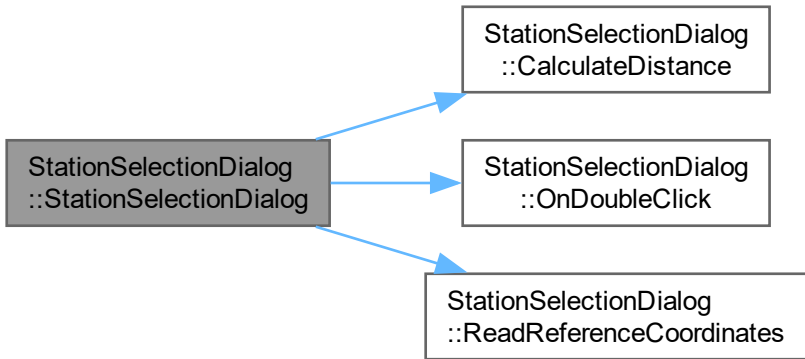 StationSelectionDialog
::CalculateDistance
StationSelectionDialog
::StationSelectionDialog
StationSelectionDialog
::OnDoubleClick
StationSelectionDialog
::ReadReferenceCoordinates